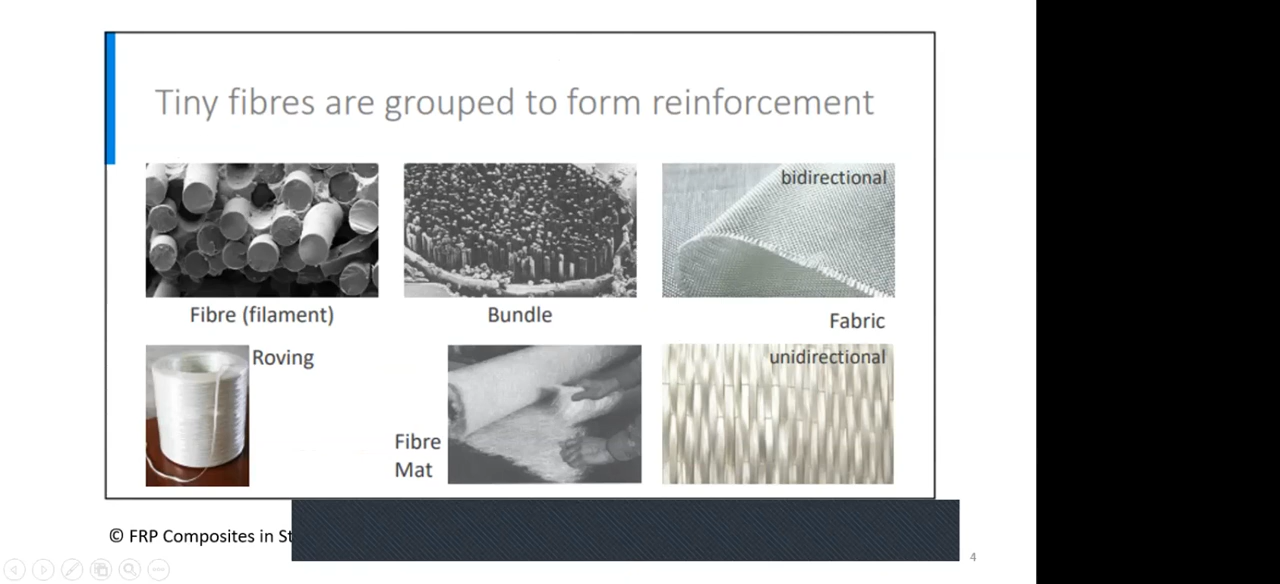 Tiny fibres are grouped to form reinforcement
bidirectional
Fibre (filament)
Bundle
Fabric
Roving
unidirectional
Fibre
Mat
© FRP Composites in
4